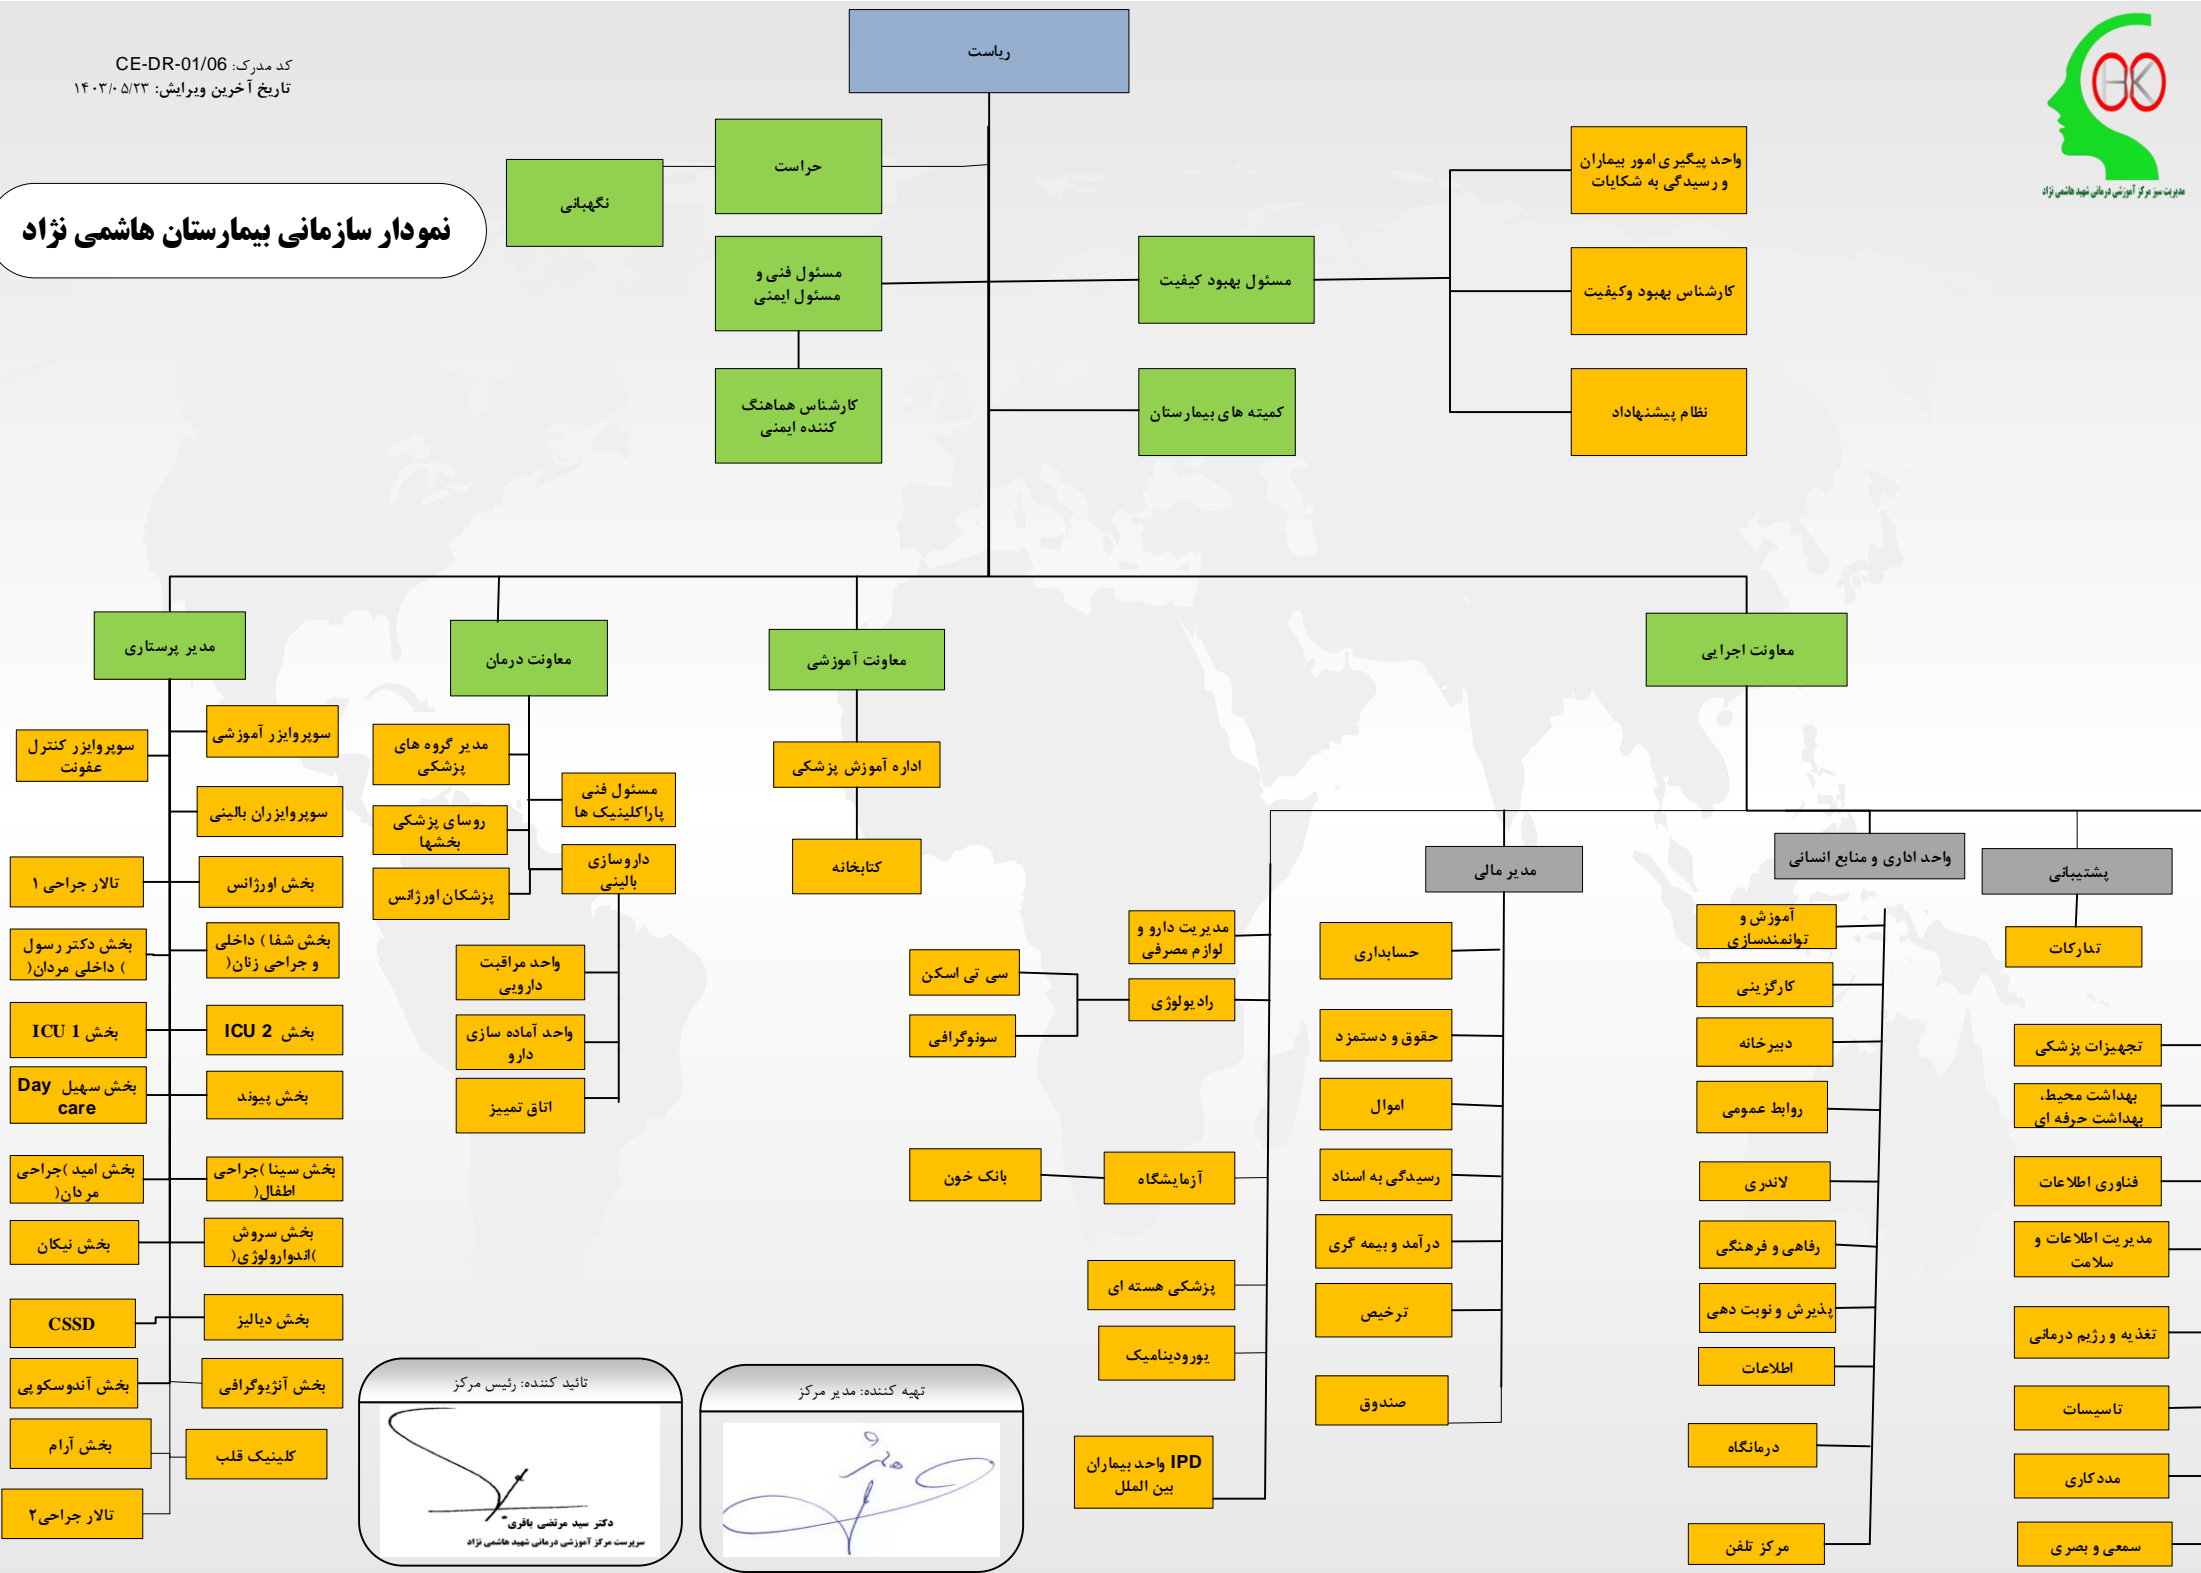 ریاست
کد مدرک: CE-DR-01/06
تاریخ آخرین ویرایش: ۱۴۰۳/۰۵/۲۳
مدیریت سبز مرکز آموزشی درمانی شهید هاشمی نژاد
نمودار سازمانی بیمارستان هاشمی نژاد
حراست
نگهبانی
مسئول فنی و
مسئول ایمنی
کارشناس هماهنگ
کننده ایمنی
مسئول بهبود کیفیت
کمیته های بیمارستان
واحد پیگیری امور بیماران
و رسیدگی به شکایات
کارشناس بهبود وکیفیت
نظام پیشنهاداد
معاونت اجرایی
معاونت آموزشی
معاونت درمان
مدیر پرستاری
پشتیبانی
تدارکات
تجهیزات پزشکی
بهداشت محیط،
بهداشت حرفه ای
فناوری اطلاعات
مدیریت اطلاعات و
سلامت
تغذیه و رژیم درمانی
تاسیسات
مددکاری
سمعی و بصری
واحد اداری و منابع انسانی
آموزش و
توانمندسازی
کارگزینی
دبیرخانه
روابط عمومی
لاندری
رفاهی و فرهنگی
پذیرش و نوبت دهی
اطلاعات
درمانگاه
مرکز تلفن
مدیر مالی
حسابداری
حقوق و دستمزد
اموال
رسیدگی به اسناد
درآمد و بیمه گری
ترخیص
صندوق
مدیریت دارو و
لوازم مصرفی
رادیولوژی
سی تی اسکن
سونوگرافی
آزمایشگاه
بانک خون
پزشکی هسته ای
یورودینامیک
IPD واحد بیماران
بین الملل
اداره آموزش پزشکی
کتابخانه
مدیر گروه های
پزشکی
مسئول فنی
پاراکلینیک ها
روسای پزشکی
بخشها
داروسازی
بالینی
پزشکان اورژانس
واحد مراقبت
دارویی
واحد آماده سازی
دارو
اتاق تمییز
سوپروایزر آموزشی
سوپروایزر کنترل
عفونت
سوپروایزران بالینی
بخش اورژانس
تالار جراحی ۱
بخش شفا ) داخلی
و جراحی زنان(
بخش دکتر رسول
) داخلی مردان(
بخش ICU 2
بخش ICU 1
بخش پیوند
بخش سهیل Day
care
بخش سینا )جراحی
اطفال(
بخش امید )جراحی
مردان(
بخش سروش
)اندوارولوژی(
بخش نیکان
بخش دیالیز
CSSD
بخش آنژیوگرافی
بخش آندوسکوپی
کلینیک قلب
بخش آرام
تالار جراحی۲
تهیه کننده: مدیر مرکز
تائید کننده: رئیس مرکز
دکتر سید مرتضی باقری
سرپرست مرکز آموزشی درمانی شهید هاشمی نژاد